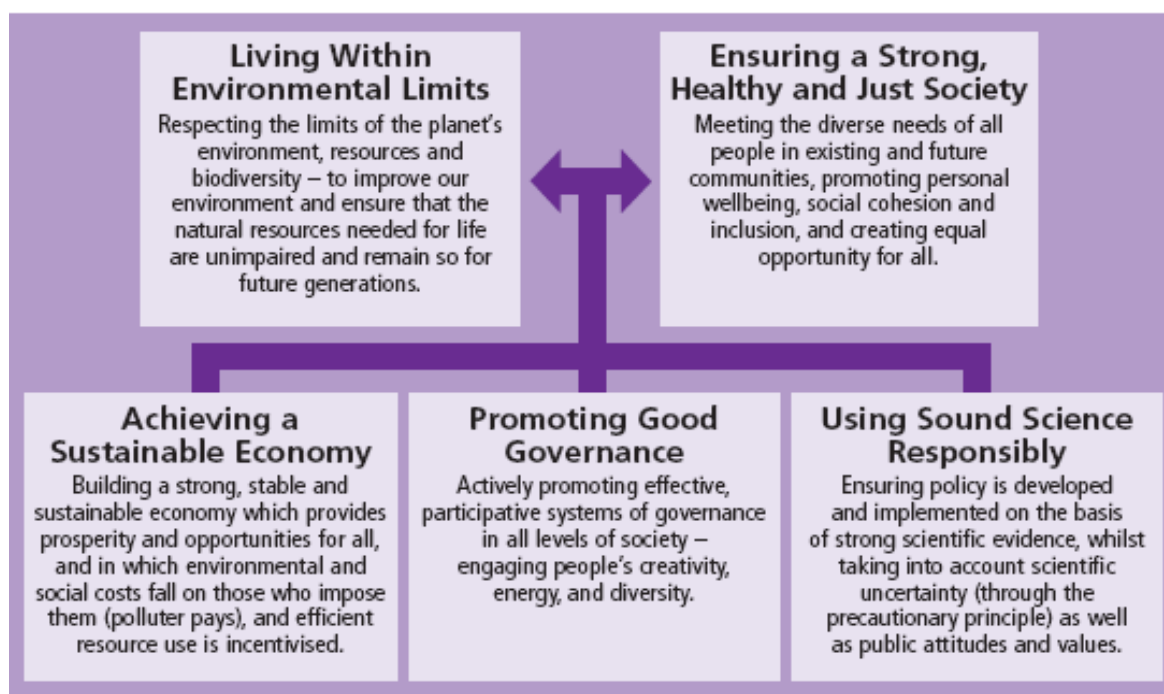 Living Within
Environmental Limits
Respecting the limits of the planet's
environment, resources and
biodiversity – to improve our
environment and ensure that the
natural resources needed for life
are unimpaired and remain so for
future generations.
Ensuring a Strong,
Healthy and Just Society
Meeting the diverse needs of all
people in existing and future
communities, promoting personal
wellbeing, social cohesion and
inclusion, and creating equal
opportunity for all.
Achieving a
Sustainable Economy
Building a strong, stable and
sustainable economy which provides
prosperity and opportunities for all,
and in which environmental and
social costs fall on those who impose
them (polluter pays), and efficient
resource use is incentivised.
Promoting Good
Governance
Actively promoting effective,
participative systems of governance
in all levels of society –
engaging people's creativity,
energy, and diversity.
Using Sound Science
Responsibly
Ensuring policy is developed
and implemented on the basis
of strong scientific evidence, whilst
taking into account scientific
uncertainty (through the
precautionary principle) as well
as public attitudes and values.